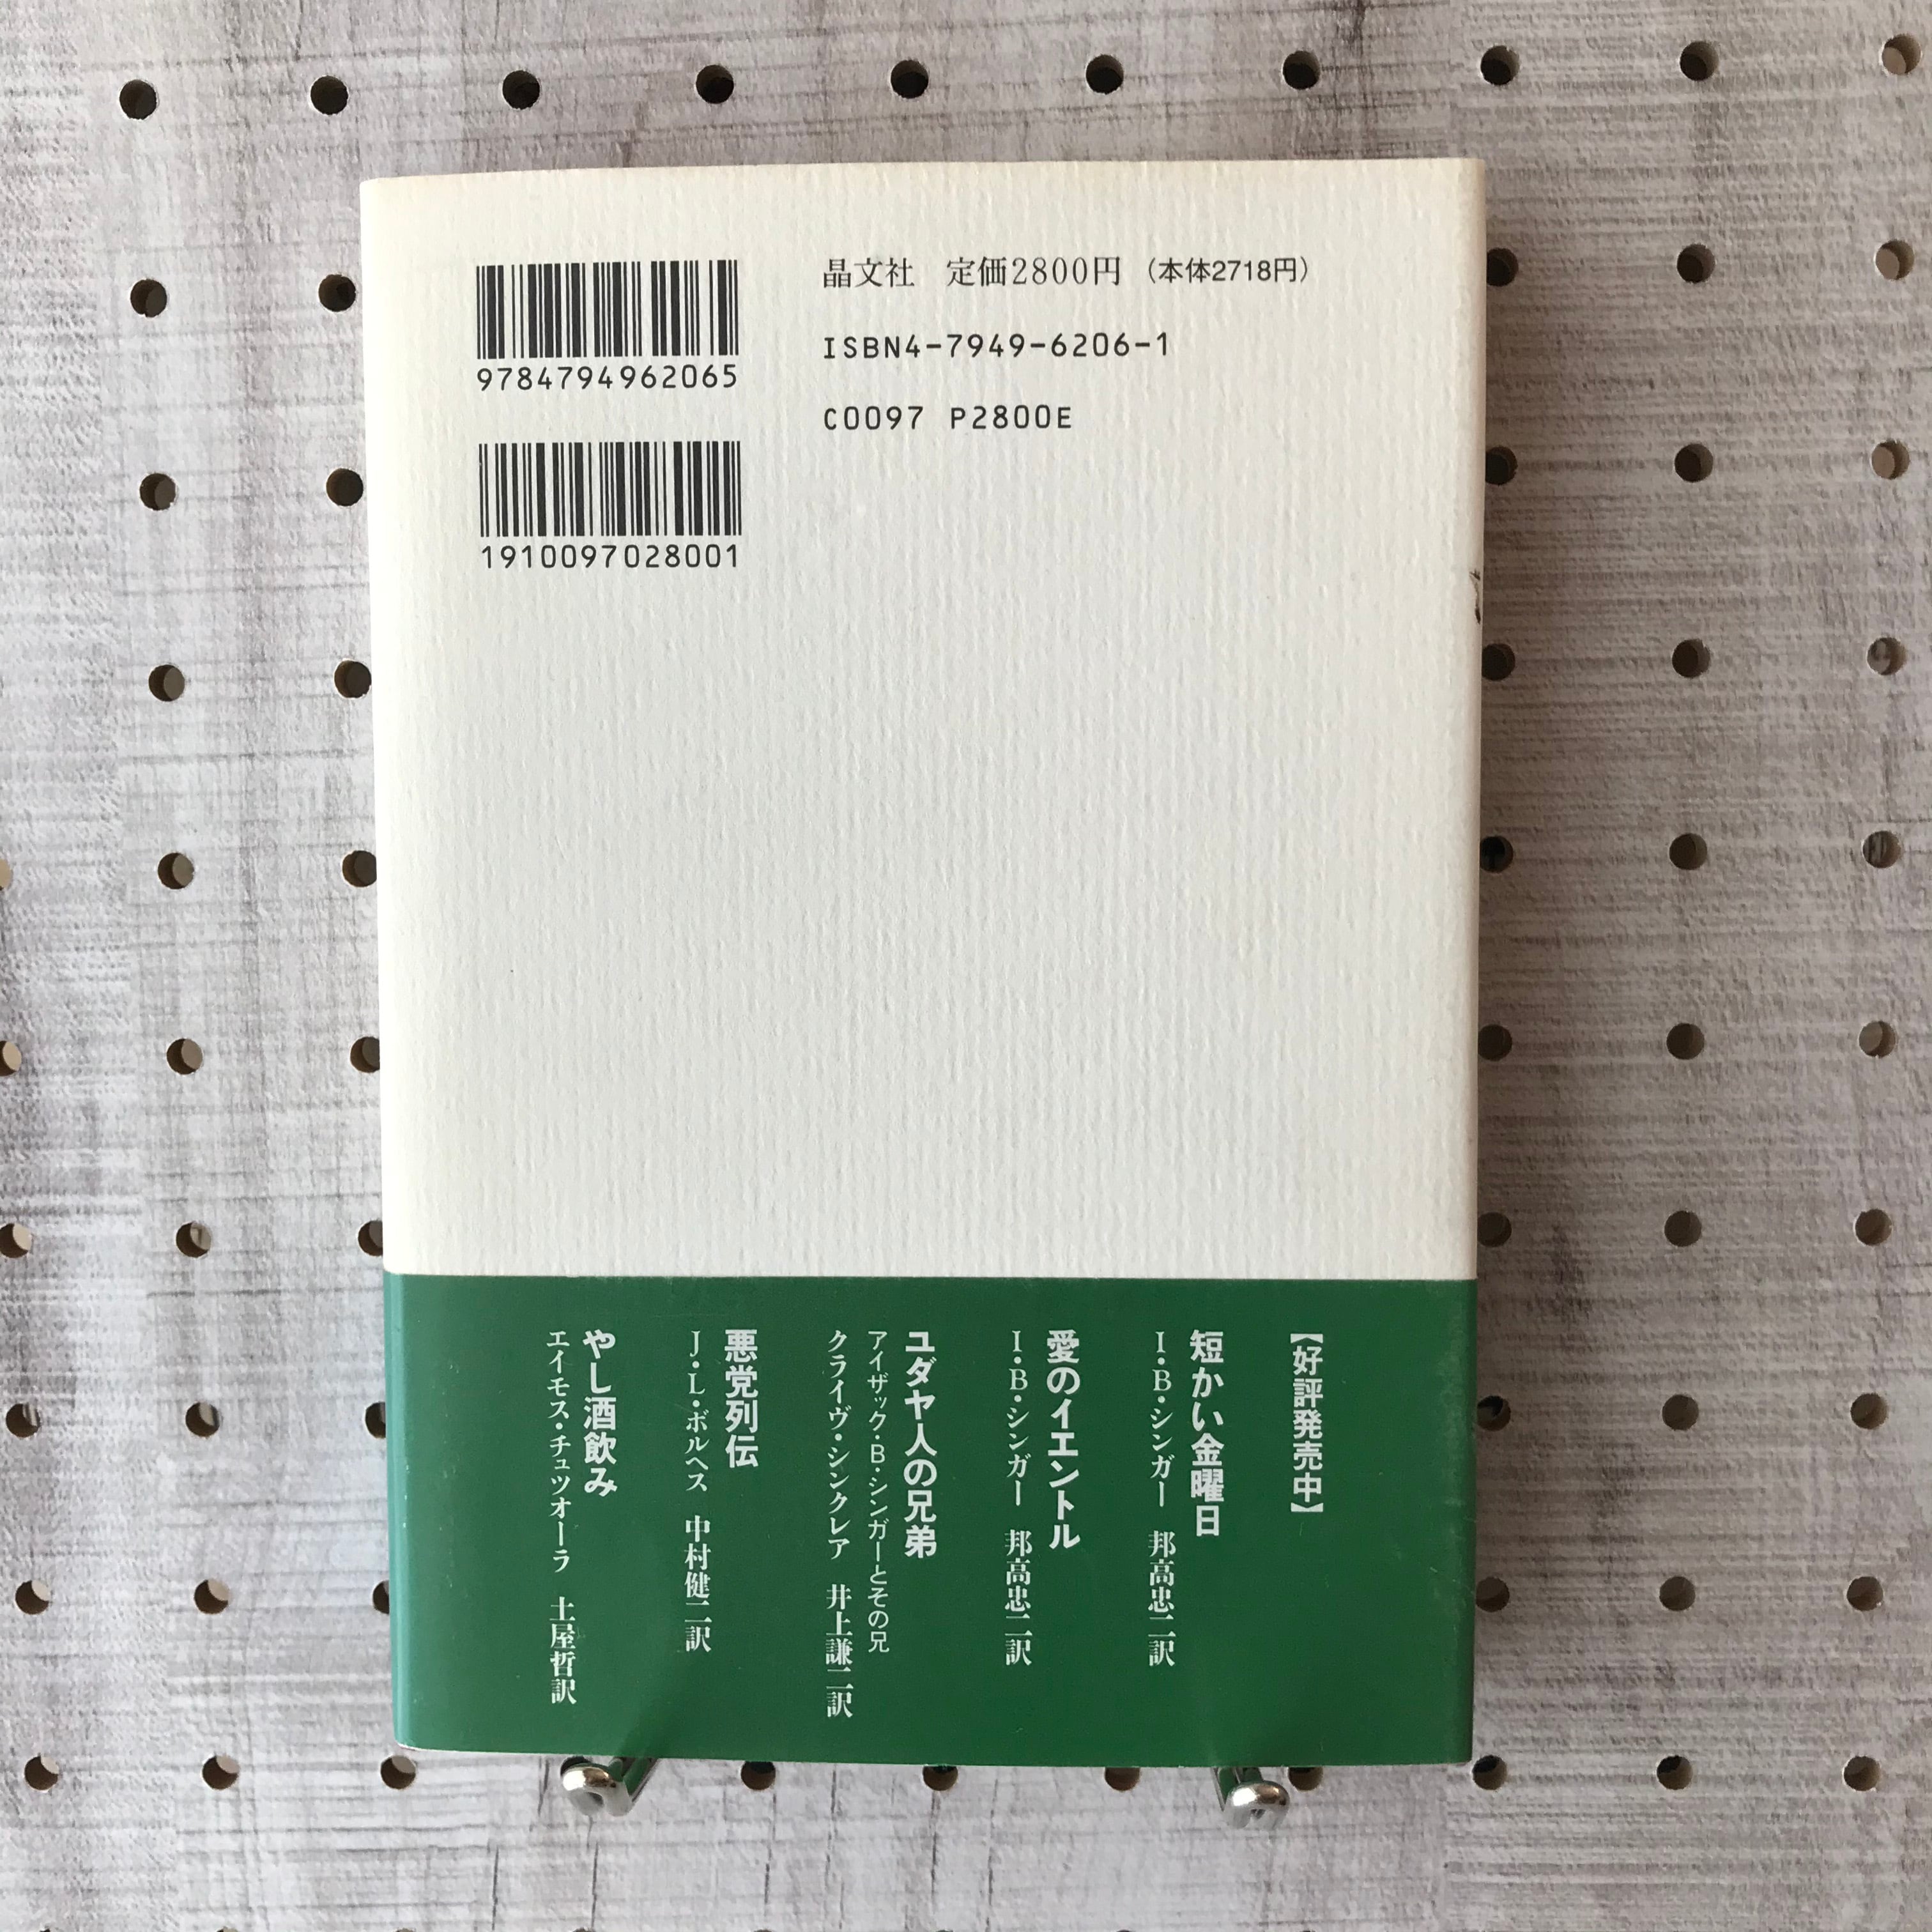 9784794962065
1910097028001
晶文社 定価2800円（本体2718円）
ISBN4-7949-6206-1
C0097 P2800E
【好評発売中】
短かい金曜日
I・B・シンガー 邦高忠二訳
愛のイエントル
I・B・シンガー 邦高忠二訳
ユダヤ人の兄弟
アイザック・B・シンガーとその兄
クライヴ・シンクレア 井上謙二訳
悪党列伝
J・L・ボルヘス 中村健二訳
やし酒飲み
エイモス・チュツオーラ 土屋哲訳